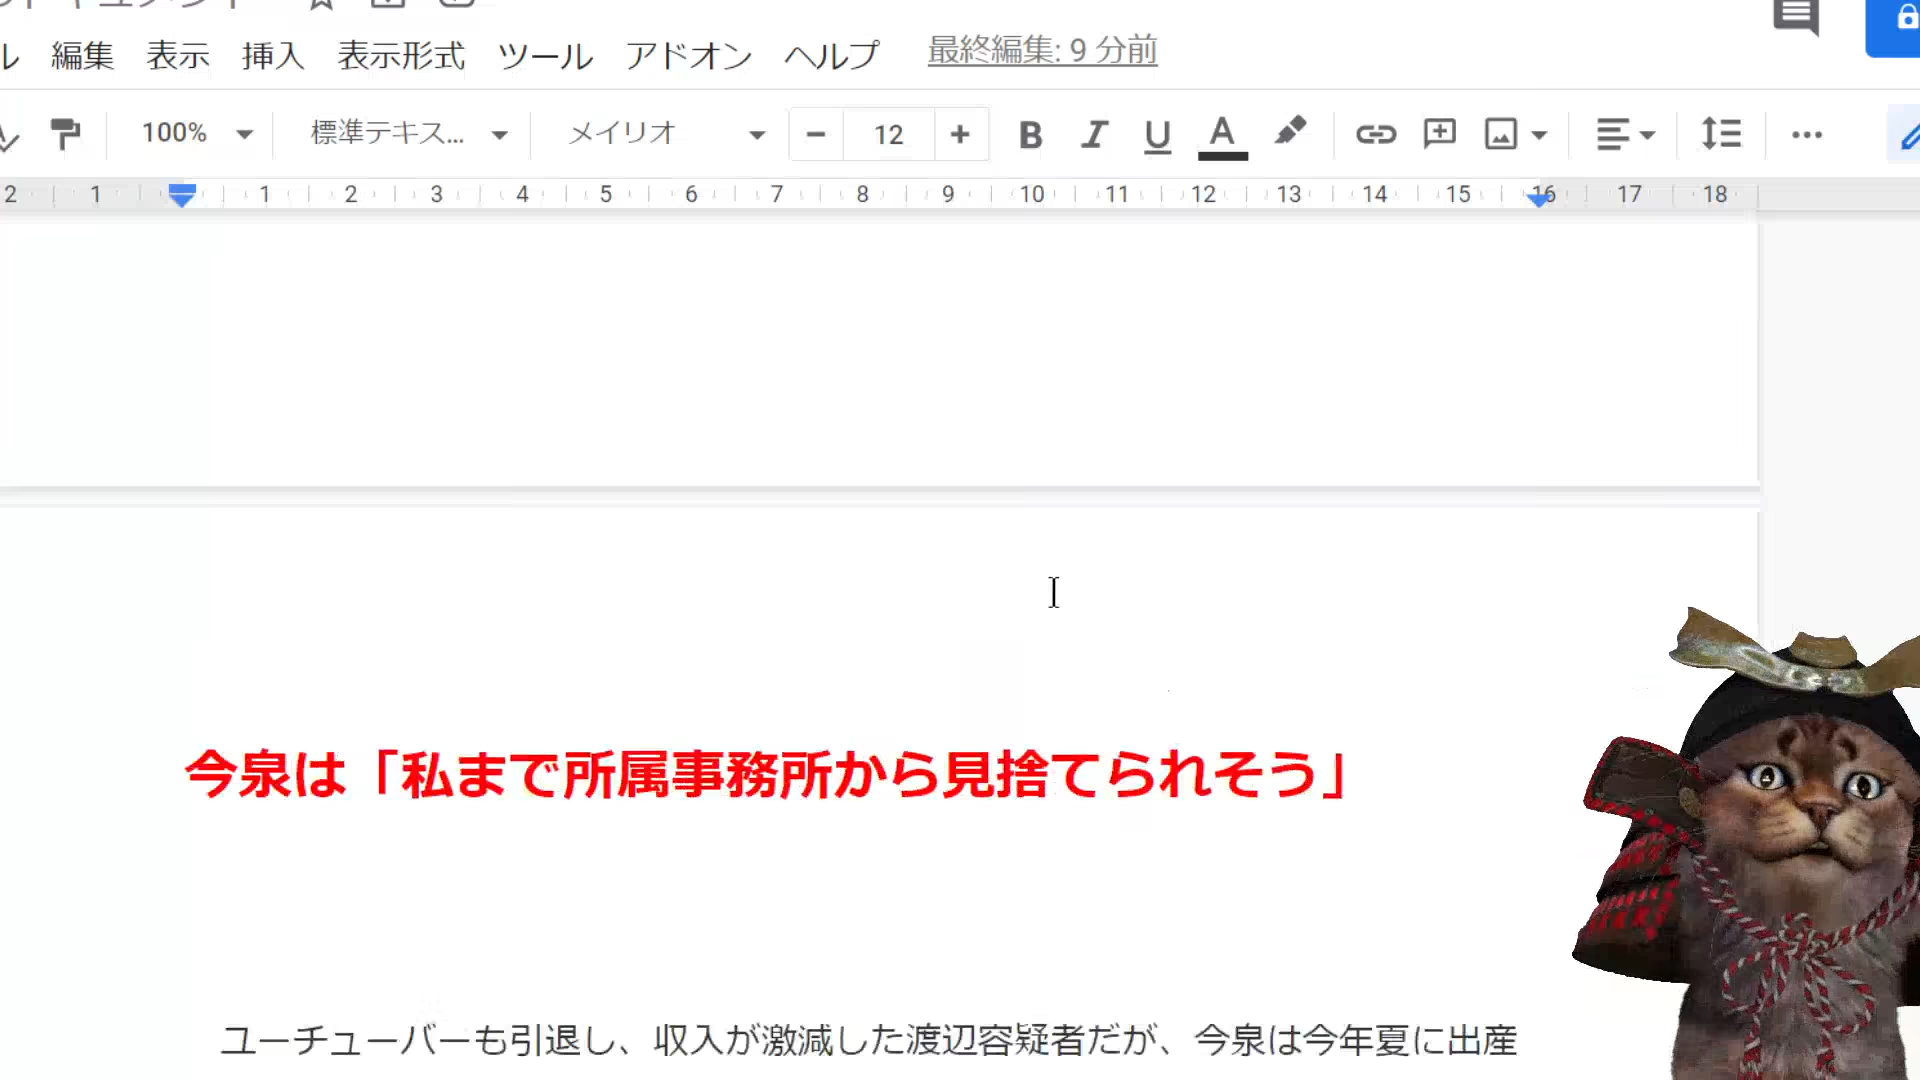 ル 編集 表示 挿入 表示形式 ツール アドオン ヘルプ 最終編集: 9 分前
100% 標準テキス... メイリオ − 12 + B I U A
2 1 1 2 3 4 5 6 7 8 9 10 11 12 13 14 15 16 17 18
今泉は「私まで所属事務所から見捨てられそう」
ユーチューバーも引退し、収入が激減した渡辺容疑者だが、今泉は今年夏に出産